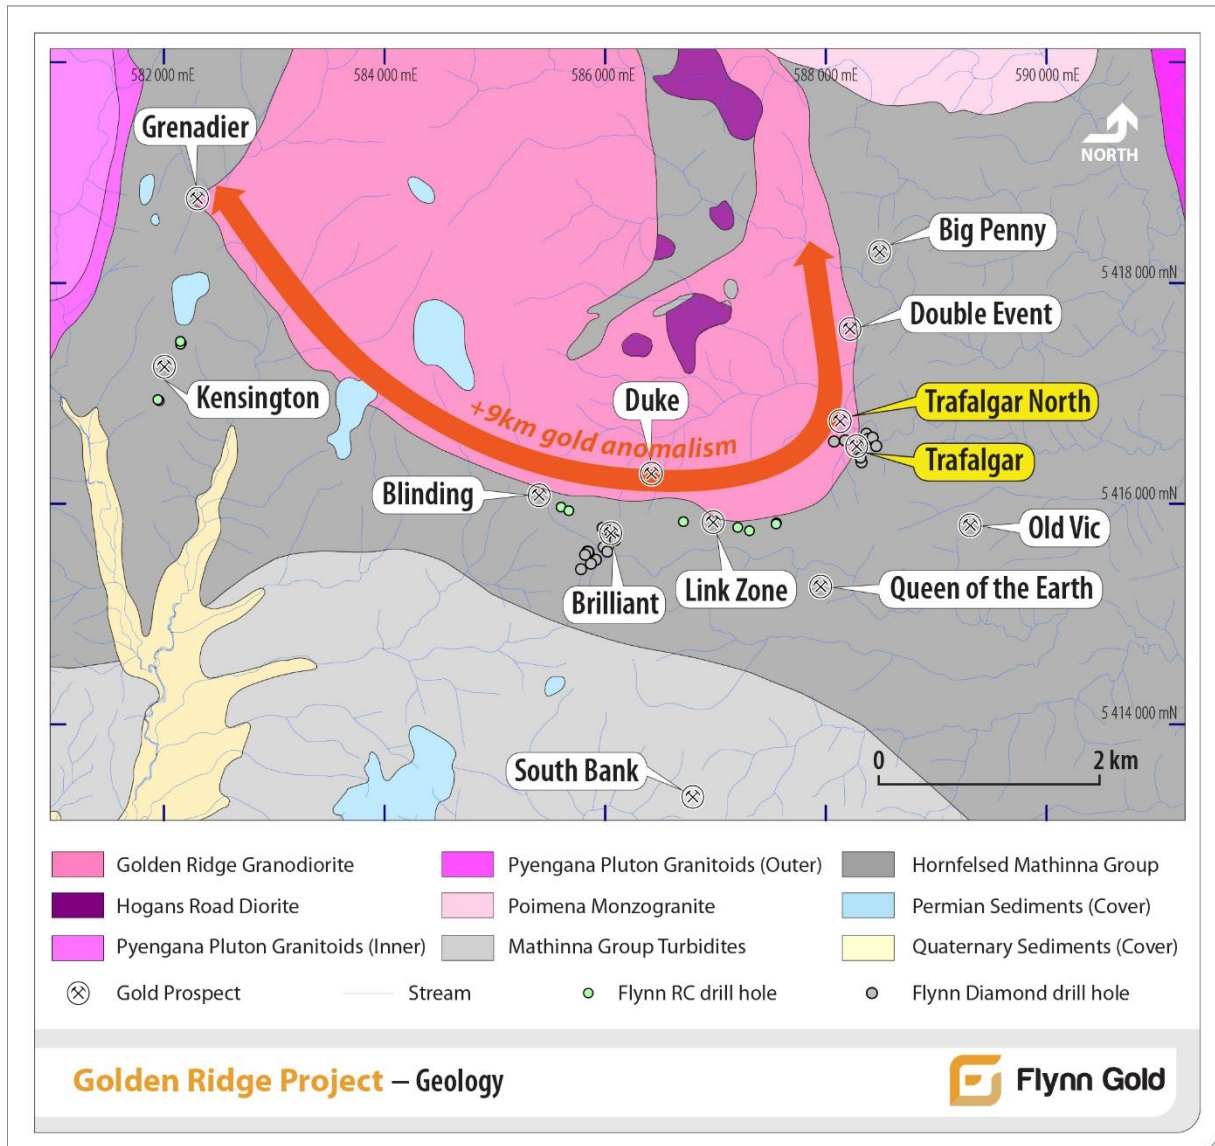 582 000 mE
584 000 mE
586 000 mE
588 000 mE
590 000 mE
Grenadier
NORTH
Big Penny
5 418 000 mN
Double Event
Kensington
Duke
Trafalgar North
+9km gold anomalism
Trafalgar
Blinding
5 416 000 mN
Old Vic
Brilliant
Link Zone
Queen of the Earth
5 414 000 mN
South Bank
0
2 km
Golden Ridge Granodiorite
Pyengana Pluton Granitoids (Outer)
Hornfelsed Mathinna Group
Hogans Road Diorite
Poimena Monzogranite
Permian Sediments (Cover)
Pyengana Pluton Granitoids (Inner)
Mathinna Group Turbidites
Quaternary Sediments (Cover)
Gold Prospect
Stream
Flynn RC drill hole
Flynn Diamond drill hole
Golden Ridge Project – Geology
Flynn Gold